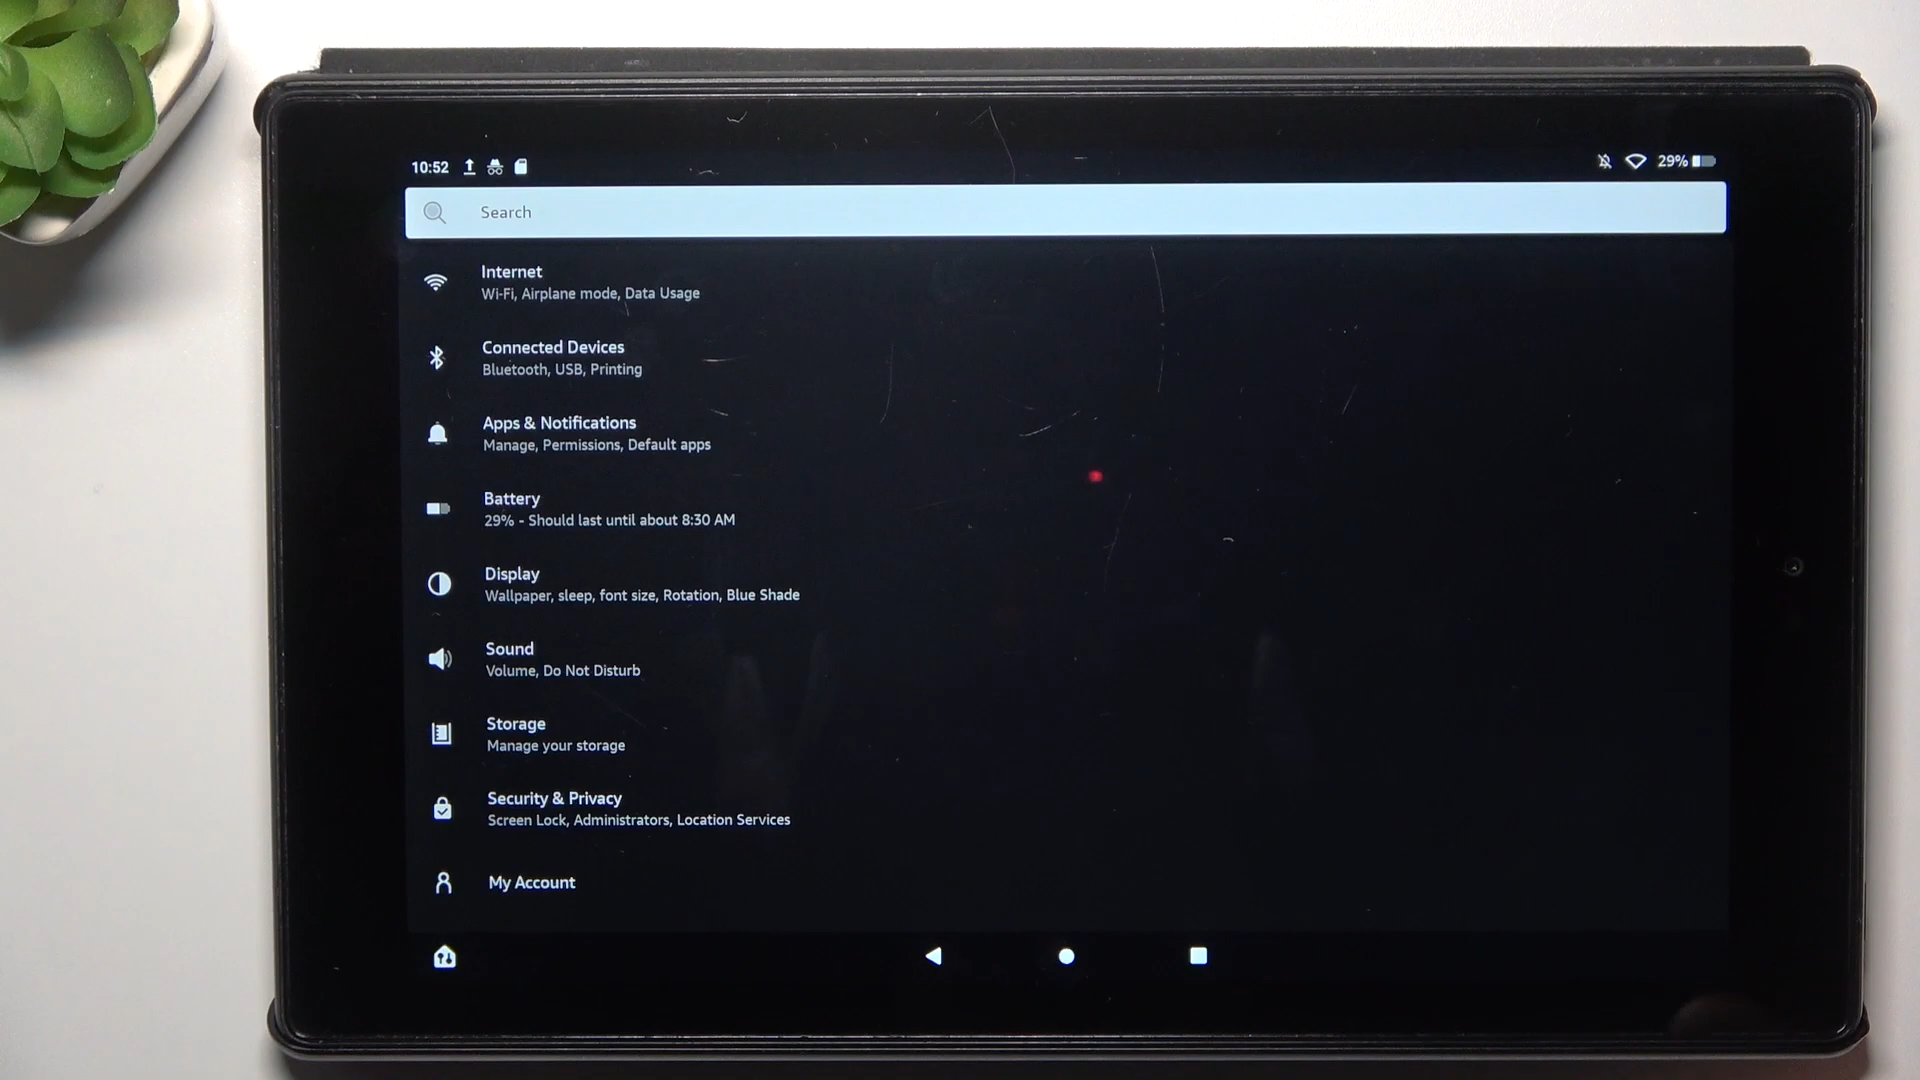 10:52
29%
Search
Internet
Wi-Fi, Airplane mode, Data Usage
Connected Devices
Bluetooth, USB, Printing
Apps & Notifications
Manage, Permissions, Default apps
Battery
29% - Should last until about 8:30 AM
Display
Wallpaper, sleep, font size, Rotation, Blue Shade
Sound
Volume, Do Not Disturb
Storage
Manage your storage
Security & Privacy
Screen Lock, Administrators, Location Services
My Account